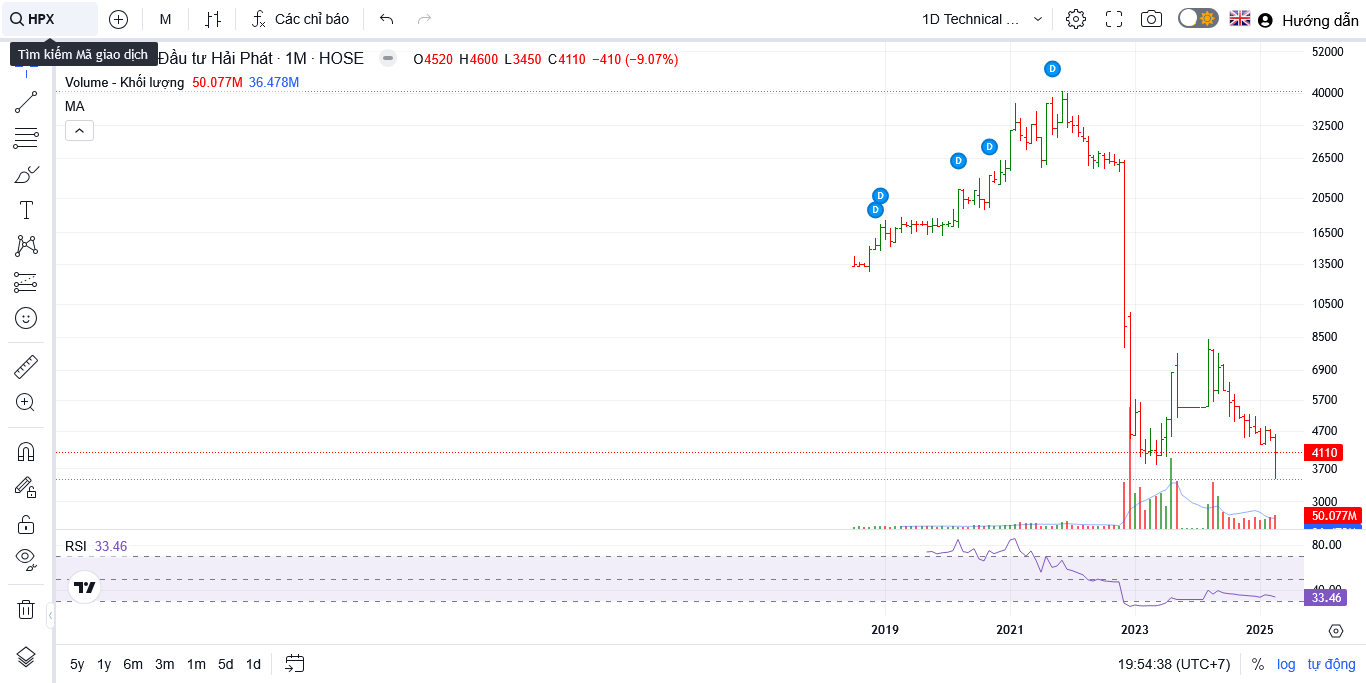 HPX M Các chỉ báo 1D Technical ... Hướng dẫn
Tìm kiếm Mã giao dịch
Đầu tư Hải Phát · 1M · HOSE O4520 H4600 L3450 C4110 −410 (−9.07%)
Volume - Khối lượng 50.077M 36.478M
MA
D
D
D
D
D
52000
40000
32500
26500
20500
16500
13500
10500
8500
6900
5700
4700
4110
3700
3000
50.077M
RSI 33.46
80.00
40.00
33.46
2019 2021 2023 2025
5y 1y 6m 3m 1m 5d 1d 19:54:38 (UTC+7) % log tự động